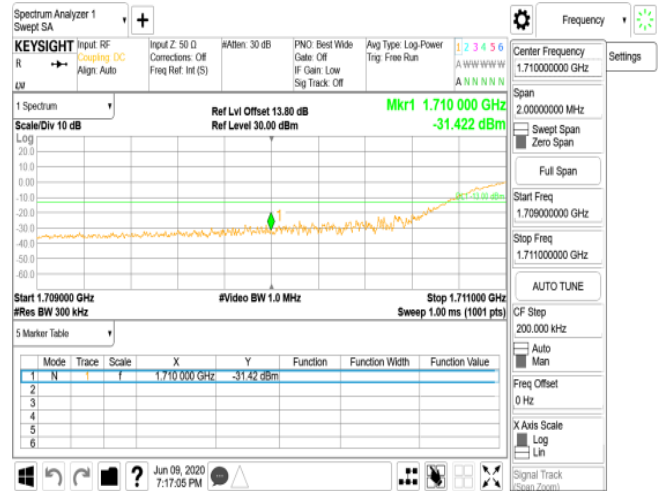 Spectrum Analyzer 1
Swept SA
Frequency
KEYSIGHT
R
Input: RF
Coupling: DC
Align: Auto
Input Z: 50 Ω
Corrections: Off
Freq Ref: Int (S)
#Atten: 30 dB
PNO: Best Wide
Gate: Off
IF Gain: Low
Sig Track: Off
Avg Type: Log-Power
Trig: Free Run
1 2 3 4 5 6
A W W W W W
A N N N N N
1 Spectrum
Scale/Div 10 dB
Ref Lvl Offset 13.80 dB
Ref Level 30.00 dBm
Mkr1 1.710 000 GHz
-31.422 dBm
Log
20.0
10.0
0.00
-10.0
-20.0
-30.0
-40.0
-50.0
-60.0
1
DL1 -13.00 dBm
Start 1.709000 GHz
#Res BW 300 kHz
#Video BW 1.0 MHz
Stop 1.711000 GHz
Sweep 1.00 ms (1001 pts)
5 Marker Table
Mode Trace Scale X Y Function Function Width Function Value
1 N 1 f 1.710 000 GHz -31.42 dBm
2
3
4
5
6
Jun 09, 2020
7:17:05 PM
?
Center Frequency
1.710000000 GHz
Settings
Span
2.00000000 MHz
Swept Span
Zero Span
Full Span
Start Freq
1.709000000 GHz
Stop Freq
1.711000000 GHz
AUTO TUNE
CF Step
200.000 kHz
Auto
Man
Freq Offset
0 Hz
X Axis Scale
Log
Lin
Signal Track
(Span Zoom)